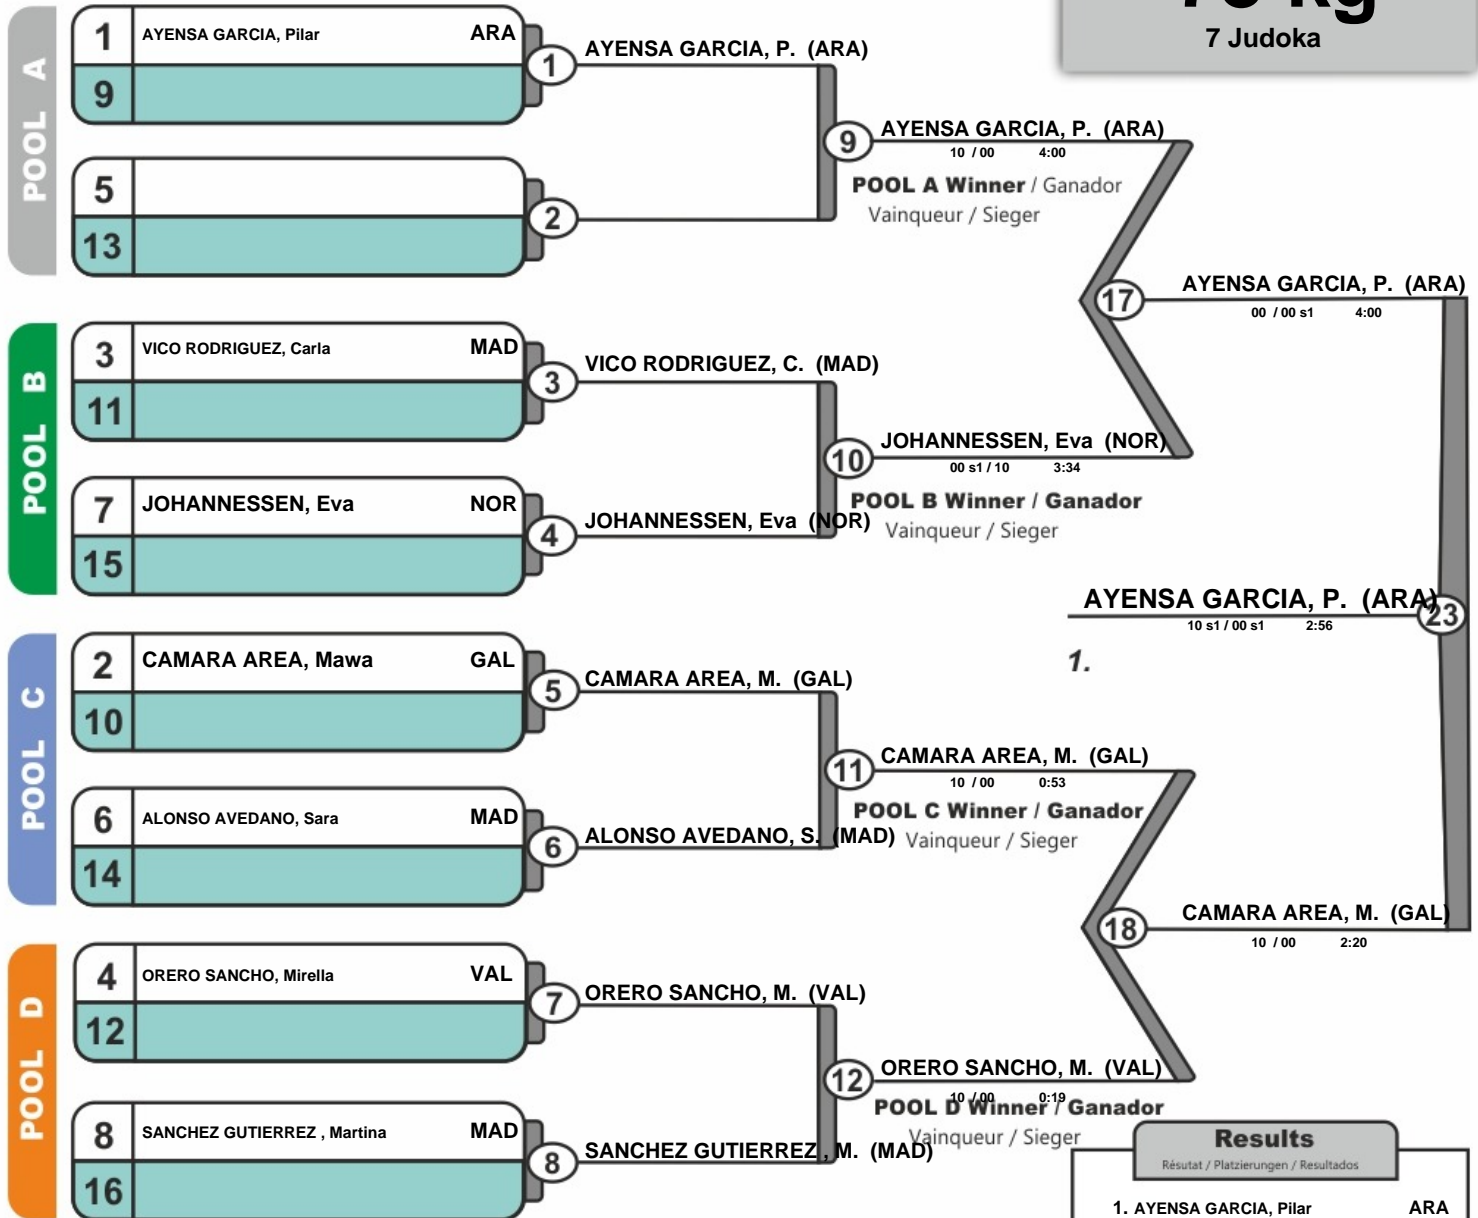 7 Judoka
POOL A
1 AYENSA GARCIA, Pilar ARA
9
5
13
1 AYENSA GARCIA, P. (ARA)
2
9 AYENSA GARCIA, P. (ARA)
10 / 00 4:00
POOL A Winner / Ganador
Vainqueur / Sieger
POOL B
3 VICO RODRIGUEZ, Carla MAD
11
7 JOHANNESSEN, Eva NOR
15
3 VICO RODRIGUEZ, C. (MAD)
4 JOHANNESSEN, Eva (NOR)
10 JOHANNESSEN, Eva (NOR)
00 s1 / 10 3:34
POOL B Winner / Ganador
Vainqueur / Sieger
17 AYENSA GARCIA, P. (ARA)
00 / 00 s1 4:00
AYENSA GARCIA, P. (ARA) 23
10 s1 / 00 s1 2:56
1.
POOL C
2 CAMARA AREA, Mawa GAL
10
6 ALONSO AVEDANO, Sara MAD
14
5 CAMARA AREA, M. (GAL)
6 ALONSO AVEDANO, S. (MAD)
11 CAMARA AREA, M. (GAL)
10 / 00 0:53
POOL C Winner / Ganador
Vainqueur / Sieger
18 CAMARA AREA, M. (GAL)
10 / 00 2:20
POOL D
4 ORERO SANCHO, Mirella VAL
12
8 SANCHEZ GUTIERREZ , Martina MAD
16
7 ORERO SANCHO, M. (VAL)
8 SANCHEZ GUTIERREZ , M. (MAD)
12 ORERO SANCHO, M. (VAL)
10 / 00 0:19
POOL D Winner / Ganador
Vainqueur / Sieger
Results
Résutat / Platzierungen / Resultados
1. AYENSA GARCIA, Pilar ARA